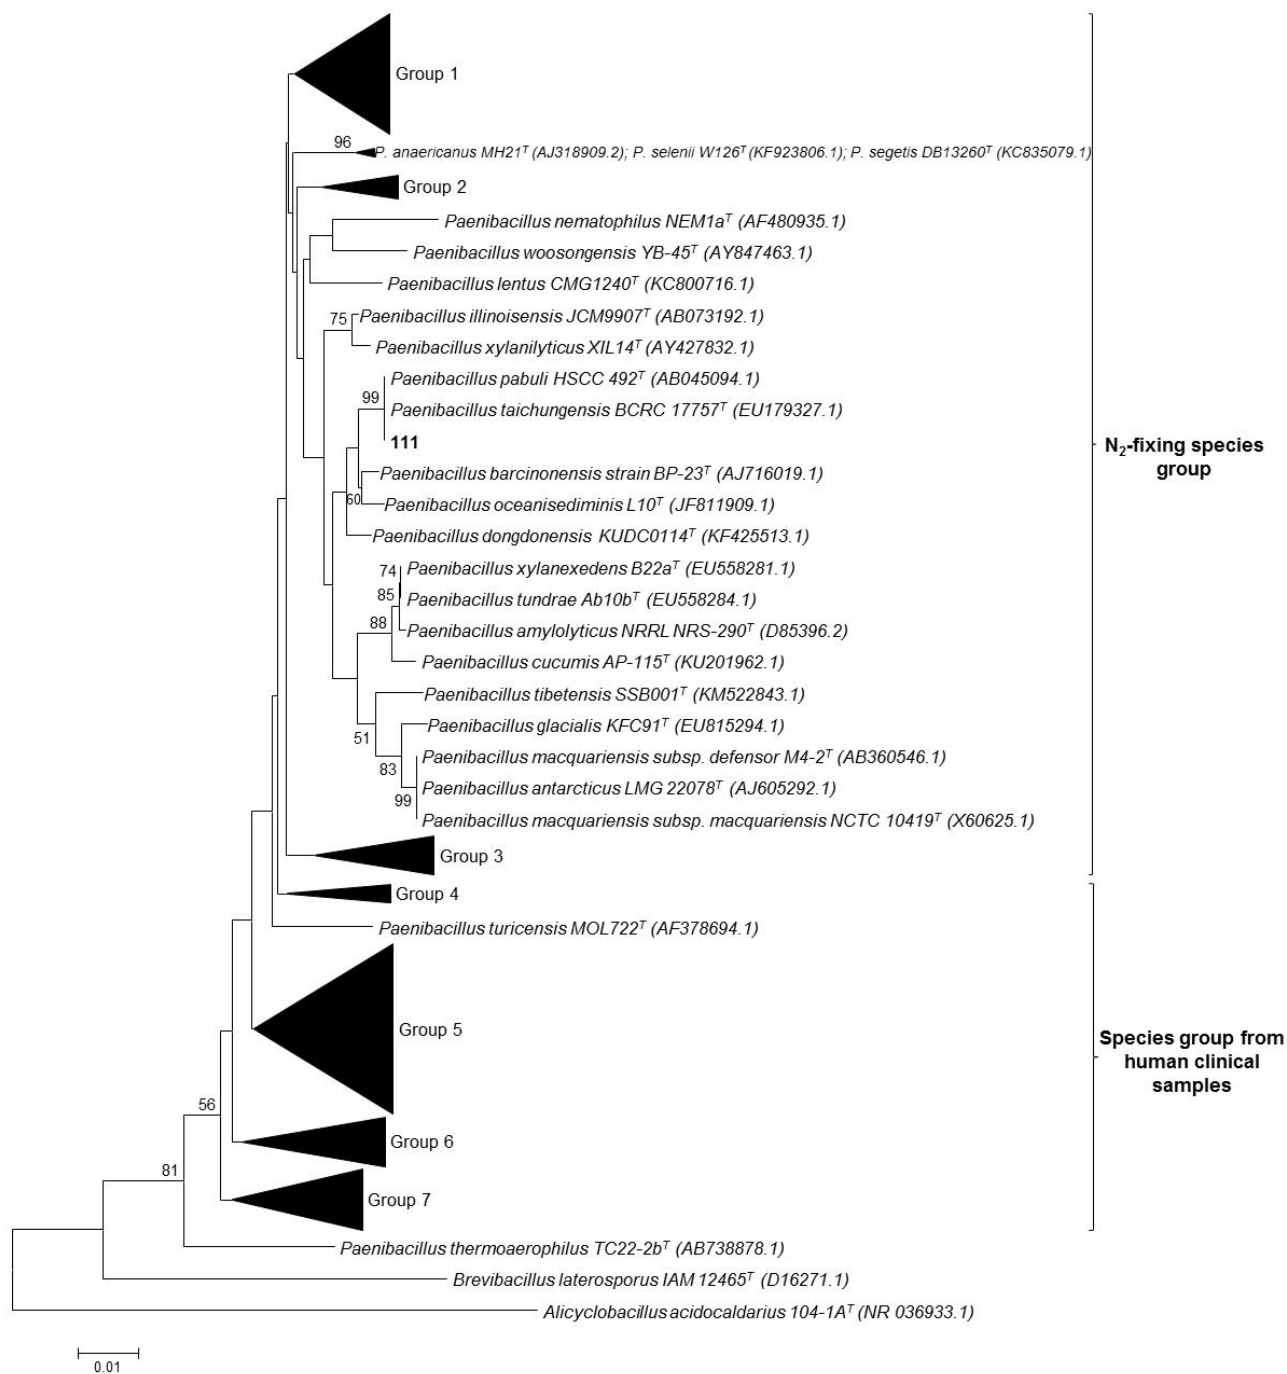 Group 1
96
P. anaericanus MH21T (AJ318909.2); P. selenii W126T (KF923806.1); P. segetis DB13260T (KC835079.1)
Group 2
Paenibacillus nematophilus NEM1aT (AF480935.1)
Paenibacillus woosongensis YB-45T (AY847463.1)
Paenibacillus lentus CMG1240T (KC800716.1)
75
Paenibacillus illinoisensis JCM9907T (AB073192.1)
Paenibacillus xylanilyticus XIL14T (AY427832.1)
Paenibacillus pabuli HSCC 492T (AB045094.1)
99
Paenibacillus taichungensis BCRC 17757T (EU179327.1)
111
N2-fixing species
group
Paenibacillus barcinonensis strain BP-23T (AJ716019.1)
60
Paenibacillus oceanisediminis L10T (JF811909.1)
Paenibacillus dongdonensis KUDC0114T (KF425513.1)
74
Paenibacillus xylanexedens B22aT (EU558281.1)
85
Paenibacillus tundrae Ab10bT (EU558284.1)
88
Paenibacillus amylolyticus NRRL NRS-290T (D85396.2)
Paenibacillus cucumis AP-115T (KU201962.1)
Paenibacillus tibetensis SSB001T (KM522843.1)
51
Paenibacillus glacialis KFC91T (EU815294.1)
Paenibacillus macquariensis subsp. defensor M4-2T (AB360546.1)
83
Paenibacillus antarcticus LMG 22078T (AJ605292.1)
99
Paenibacillus macquariensis subsp. macquariensis NCTC 10419T (X60625.1)
Group 3
Group 4
Paenibacillus turicensis MOL722T (AF378694.1)
Group 5
Species group from
human clinical
samples
56
Group 6
81
Group 7
Paenibacillus thermoaerophilus TC22-2bT (AB738878.1)
Brevibacillus laterosporus IAM 12465T (D16271.1)
Alicyclobacillus acidocaldarius 104-1AT (NR 036933.1)
0.01